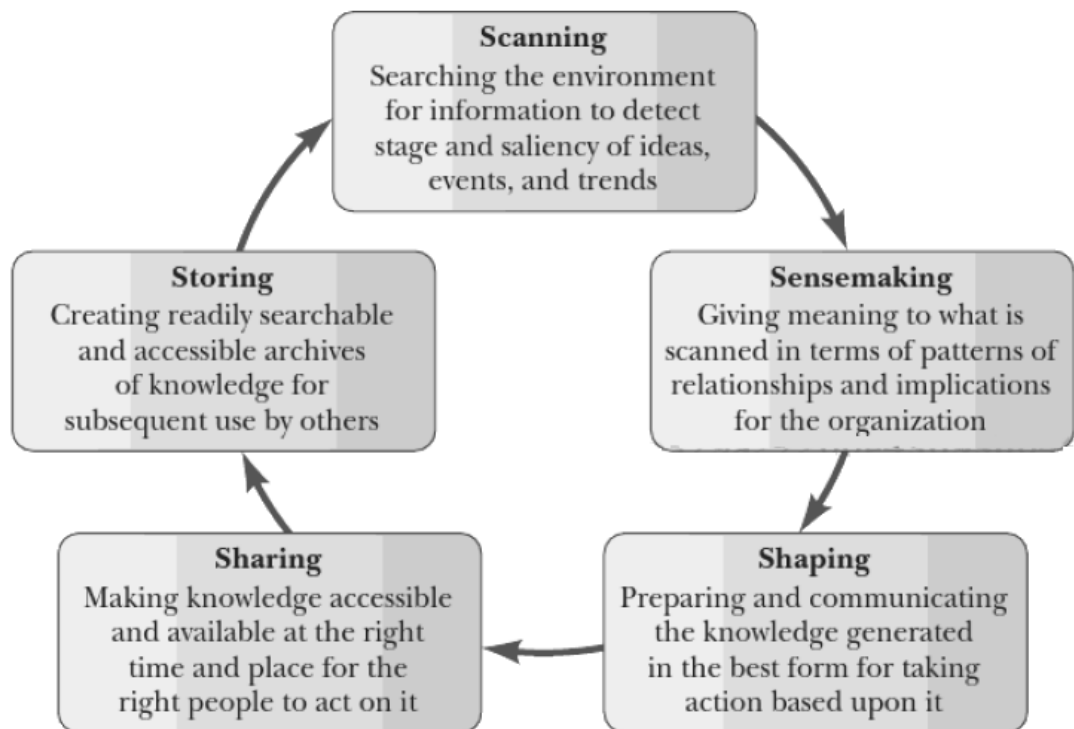 Scanning
Searching the environment
for information to detect
stage and saliency of ideas,
events, and trends
Sensemaking
Giving meaning to what is
scanned in terms of patterns of
relationships and implications
for the organization
Shaping
Preparing and communicating
the knowledge generated
in the best form for taking
action based upon it
Sharing
Making knowledge accessible
and available at the right
time and place for the
right people to act on it
Storing
Creating readily searchable
and accessible archives
of knowledge for
subsequent use by others